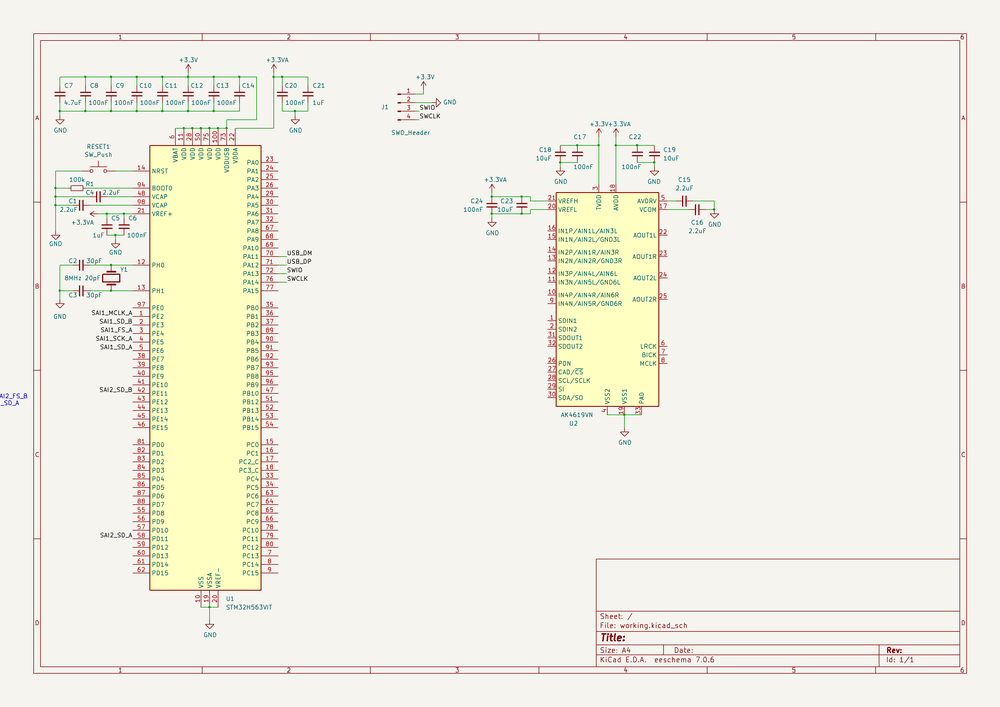 1 2 3 4 5 6
A B C D
+3.3V +3.3VA
C7 4.7uF
C8 100nF
C9 100nF
C10 100nF
C11 100nF
C12 100nF
C13 100nF
C14 100nF
C20 100nF
C21 1uF
GND GND
+3.3V
J1
1
2 GND
3 SWIO
4 SWCLK
SWD_Header
RESET1
SW_Push
100k R1
C4 2.2uF
C1 2.2uF
+3.3VA
C5 1uF
C6 100nF
GND GND
C2 30pF
Y1
8MHz 20pF
C3 30pF
GND
6 VBAT
11 VDD
28 VDD
50 VDD
75 VDD
100 VDD
73 VDDUSB
22 VDDA
14 NRST
94 BOOT0
48 VCAP
98 VCAP
21 VREF+
12 PH0
13 PH1
97 PE0
SAI1_MCLK_A 1 PE2
SAI1_SD_B 2 PE3
SAI1_FS_A 3 PE4
SAI1_SCK_A 4 PE5
SAI1_SD_A 5 PE6
38 PE7
39 PE8
40 PE9
41 PE10
SAI2_SD_B 42 PE11
43 PE12
44 PE13
45 PE14
46 PE15
81 PD0
82 PD1
83 PD2
84 PD3
85 PD4
86 PD5
87 PD6
88 PD7
55 PD8
56 PD9
57 PD10
SAI2_SD_A 58 PD11
59 PD12
60 PD13
61 PD14
62 PD15
PA0 23
PA1 24
PA2 25
PA3 26
PA4 29
PA5 30
PA6 31
PA7 32
PA8 67
PA9 68
PA10 69
PA11 70 USB_DM
PA12 71 USB_DP
PA13 72 SWIO
PA14 76 SWCLK
PA15 77
PB0 35
PB1 36
PB2 37
PB3 89
PB4 90
PB5 91
PB6 92
PB7 93
PB8 95
PB9 96
PB10 47
PB12 51
PB13 52
PB14 53
PB15 54
PC0 15
PC1 16
PC2_C 17
PC3_C 18
PC4 33
PC5 34
PC6 63
PC7 64
PC8 65
PC9 66
PC10 78
PC11 79
PC12 80
PC13 7
PC14 8
PC15 9
VSS 10
VSSA 19
VREF- 20
U1
STM32H563VIT
GND
AI2_FS_B
_SD_A
+3.3V +3.3VA
C18 10uF
C17 100nF
C22 100nF
C19 10uF
GND GND
+3.3V
C24 100nF
C23 10uF
GND
C15 2.2uF
C16 2.2uF
GND
3 TVDD
18 AVDD
21 VREFH
20 VREFL
16 IN1P/AIN1L/AIN3L
15 IN1N/AIN2L/GND3L
14 IN2P/AIN1R/AIN3R
13 IN2N/AIN2R/GND3R
12 IN3P/AIN4L/AIN6L
11 IN3N/AIN5L/GND6L
10 IN4P/AIN4R/AIN6R
9 IN4N/AIN5R/GND6R
1 SDIN1
2 SDIN2
31 SDOUT1
32 SDOUT2
26 PDN
27 CAD/CS
28 SCL/SCLK
29 SI
30 SDA/SO
AVDRV 5
VCOM 17
AOUT1L 22
AOUT1R 23
AOUT2L 24
AOUT2R 25
LRCK 6
BICK 7
MCLK 8
VSS2 4
VSS1 19
PAD 33
AK4619VN
U2
GND
Sheet: /
File: working.kicad_sch
Title:
Size: A4 Date: Rev:
KiCad E.D.A. eeschema 7.0.6 Id: 1/1
1 2 3 4 5 6
A B C D